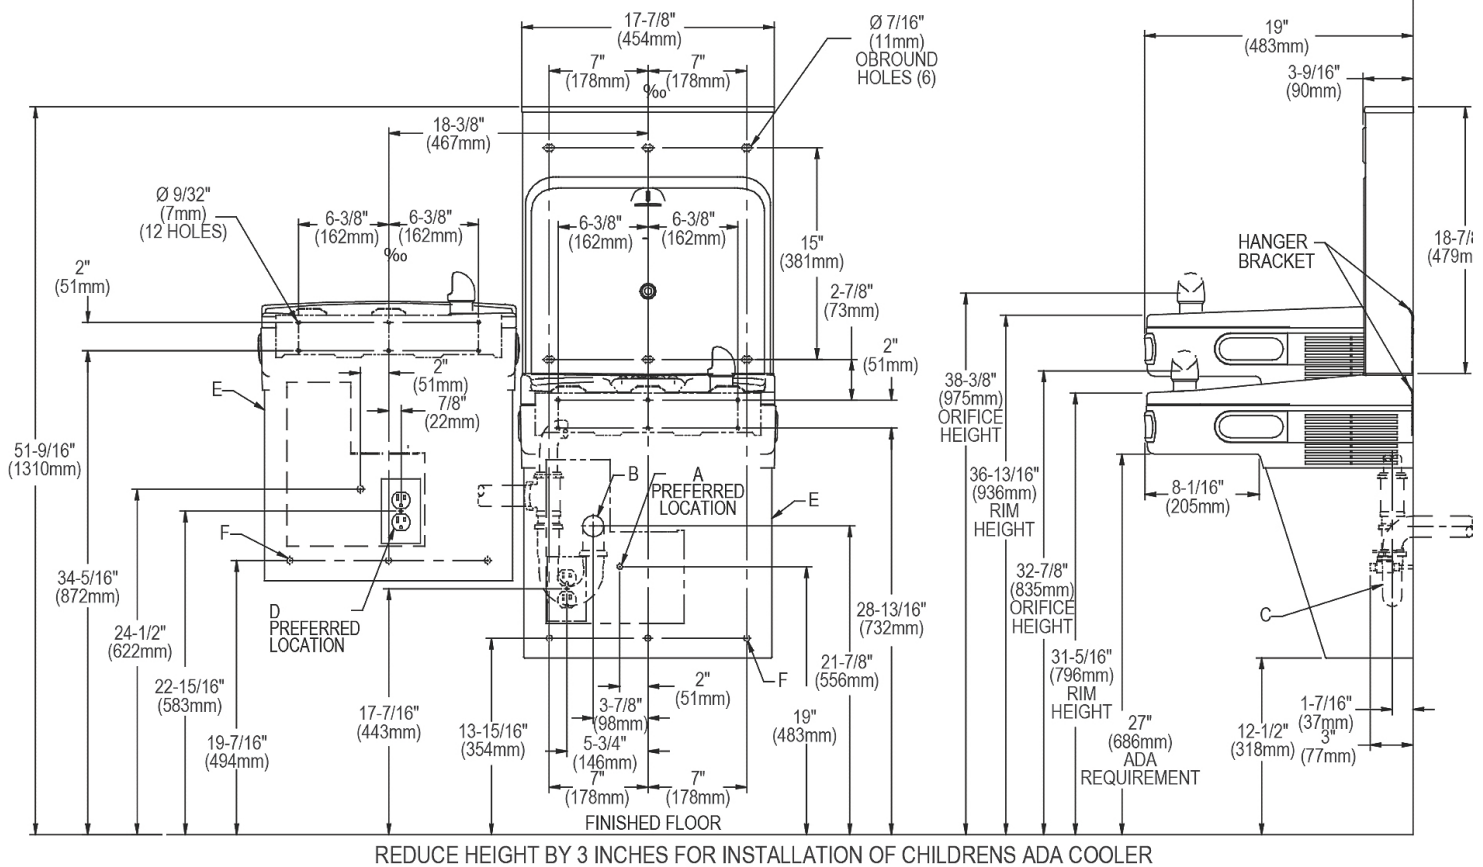 17-7/8"
(454mm)
7"
(178mm)
7"
(178mm)
‰
Ø 7/16"
(11mm)
OBROUND
HOLES (6)
19"
(483mm)
3-9/16"
(90mm)
18-3/8"
(467mm)
Ø 9/32"
(7mm)
(12 HOLES)
6-3/8"
(162mm)
6-3/8"
(162mm)
‰
6-3/8"
(162mm)
6-3/8"
(162mm)
15"
(381mm)
HANGER
BRACKET
18-7/8
(479m
2"
(51mm)
2-7/8"
(73mm)
2"
(51mm)
2"
(51mm)
7/8"
(22mm)
E
38-3/8"
(975mm)
ORIFICE
HEIGHT
51-9/16"
(1310mm)
B
A
PREFERRED
LOCATION
E
36-13/16"
(936mm)
RIM
HEIGHT
8-1/16"
(205mm)
F
34-5/16"
(872mm)
D
PREFERRED
LOCATION
32-7/8"
(835mm)
ORIFICE
HEIGHT
C
28-13/16"
(732mm)
24-1/2"
(622mm)
21-7/8"
(556mm)
F
31-5/16"
(796mm)
RIM
HEIGHT
22-15/16"
(583mm)
2"
(51mm)
3-7/8"
(98mm)
17-7/16"
(443mm)
13-15/16"
(354mm)
19"
(483mm)
1-7/16"
(37mm)
3"
(77mm)
12-1/2"
(318mm)
27"
(686mm)
ADA
REQUIREMENT
19-7/16"
(494mm)
5-3/4"
(146mm)
7"
(178mm)
7"
(178mm)
FINISHED FLOOR
REDUCE HEIGHT BY 3 INCHES FOR INSTALLATION OF CHILDRENS ADA COOLER